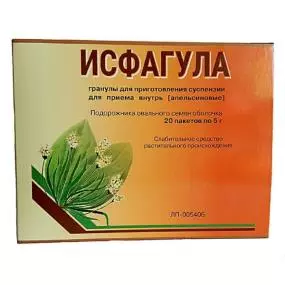 ИСФАГУЛА
гранулы для приготовления суспензии
для приема внутрь [апельсиновые]
Подорожника овального семян оболочка
20 пакетов по 5 г
Слабительное средство
растительного происхождения
ЛП-005406